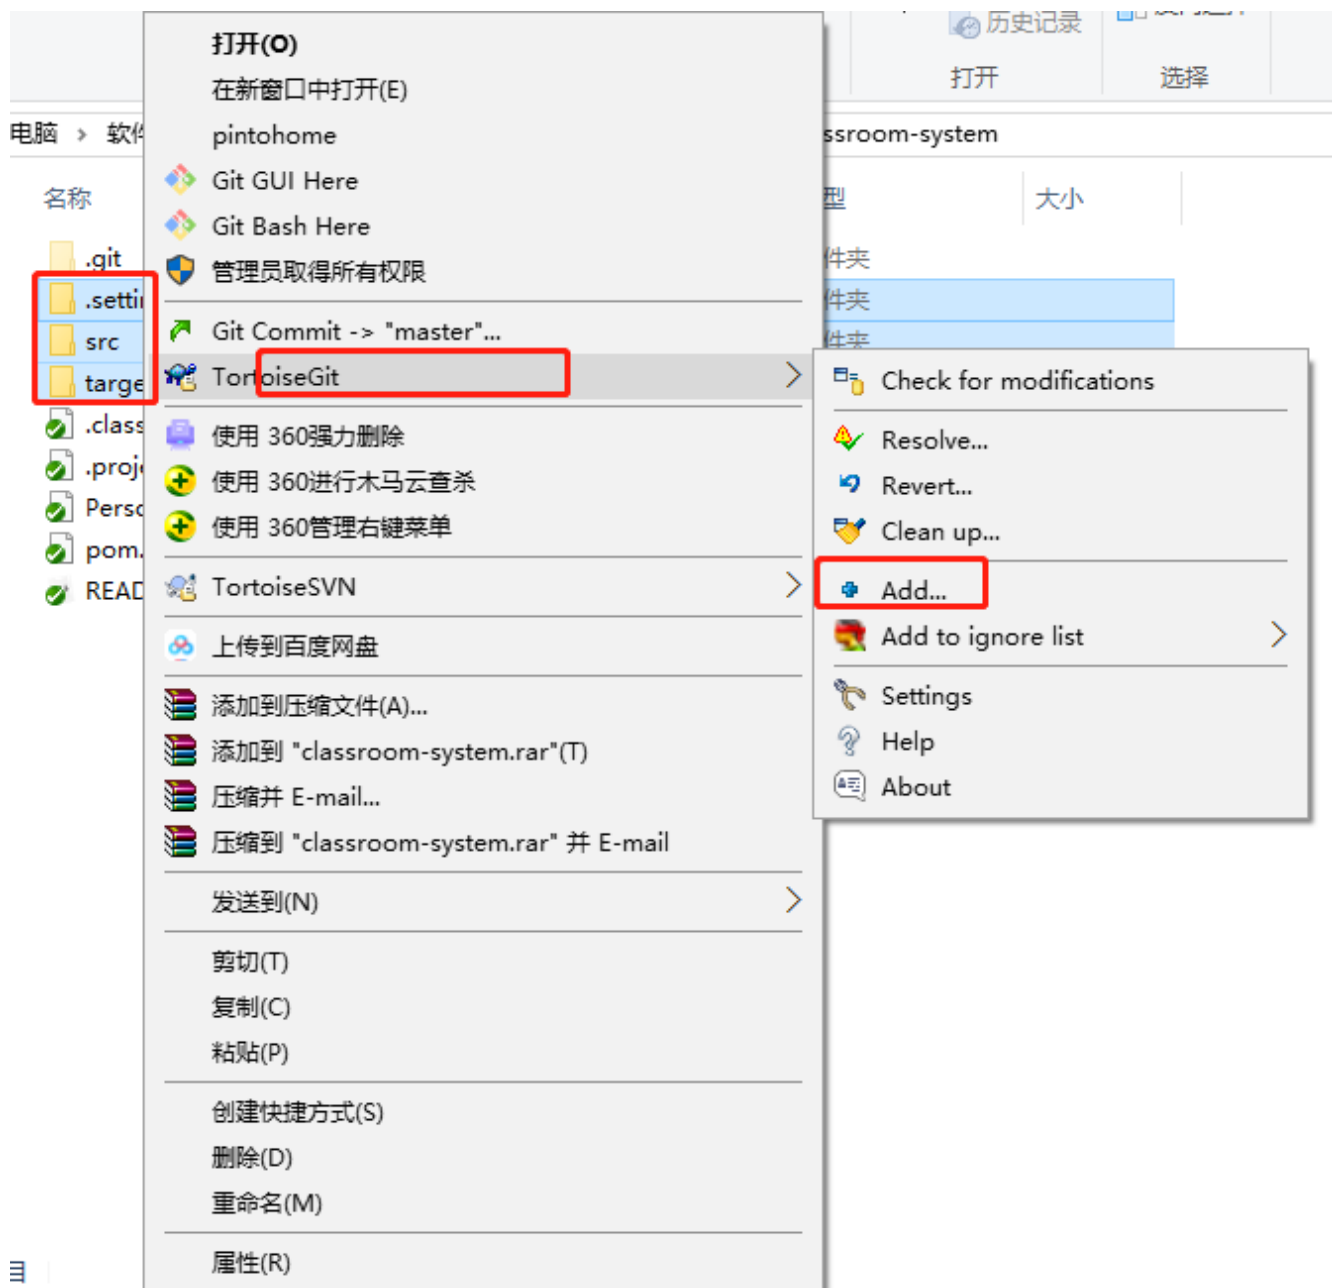 历史记录
打开
选择
电脑
软件
ssroom-system
名称
型
大小
.git
件夹
.settin
件夹
src
件夹
targe
.class
.proj
Perso
pom.
READ
打开(O)
在新窗口中打开(E)
pintohome
Git GUI Here
Git Bash Here
管理员取得所有权限
Git Commit -> "master"...
TortoiseGit
使用 360强力删除
使用 360进行木马云查杀
使用 360管理右键菜单
TortoiseSVN
上传到百度网盘
添加到压缩文件(A)...
添加到 "classroom-system.rar"(T)
压缩并 E-mail...
压缩到 "classroom-system.rar" 并 E-mail
发送到(N)
剪切(T)
复制(C)
粘贴(P)
创建快捷方式(S)
删除(D)
重命名(M)
属性(R)
Check for modifications
Resolve...
Revert...
Clean up...
Add...
Add to ignore list
Settings
Help
About